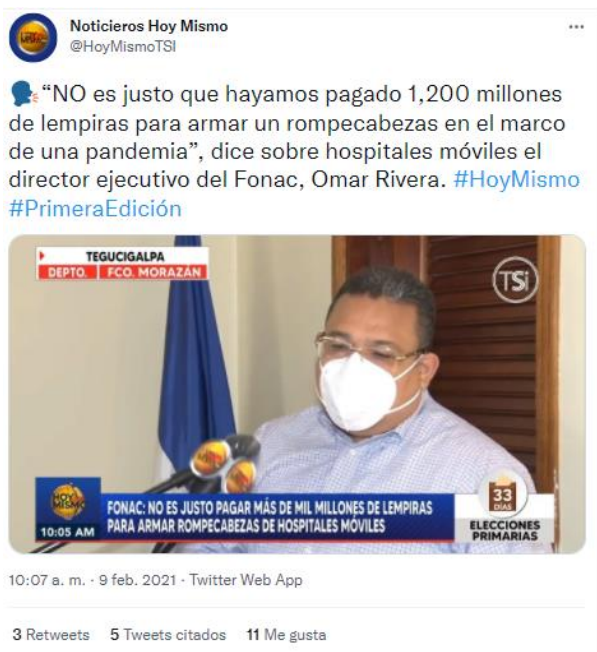 Noticieros Hoy Mismo
@HoyMismoTSI
“NO es justo que hayamos pagado 1,200 millones
de lempiras para armar un rompecabezas en el marco
de una pandemia”, dice sobre hospitales móviles el
director ejecutivo del Fonac, Omar Rivera. #HoyMismo
#PrimeraEdición
TEGUCIGALPA
DEPTO. FCO. MORAZÁN
TSi
HOY MISMO
10:05 AM
FONAC: NO ES JUSTO PAGAR MÁS DE MIL MILLONES DE LEMPIRAS
PARA ARMAR ROMPECABEZAS DE HOSPITALES MÓVILES
33
DÍAS
ELECCIONES
PRIMARIAS
10:07 a. m. · 9 feb. 2021 · Twitter Web App
3 Retweets 5 Tweets citados 11 Me gusta